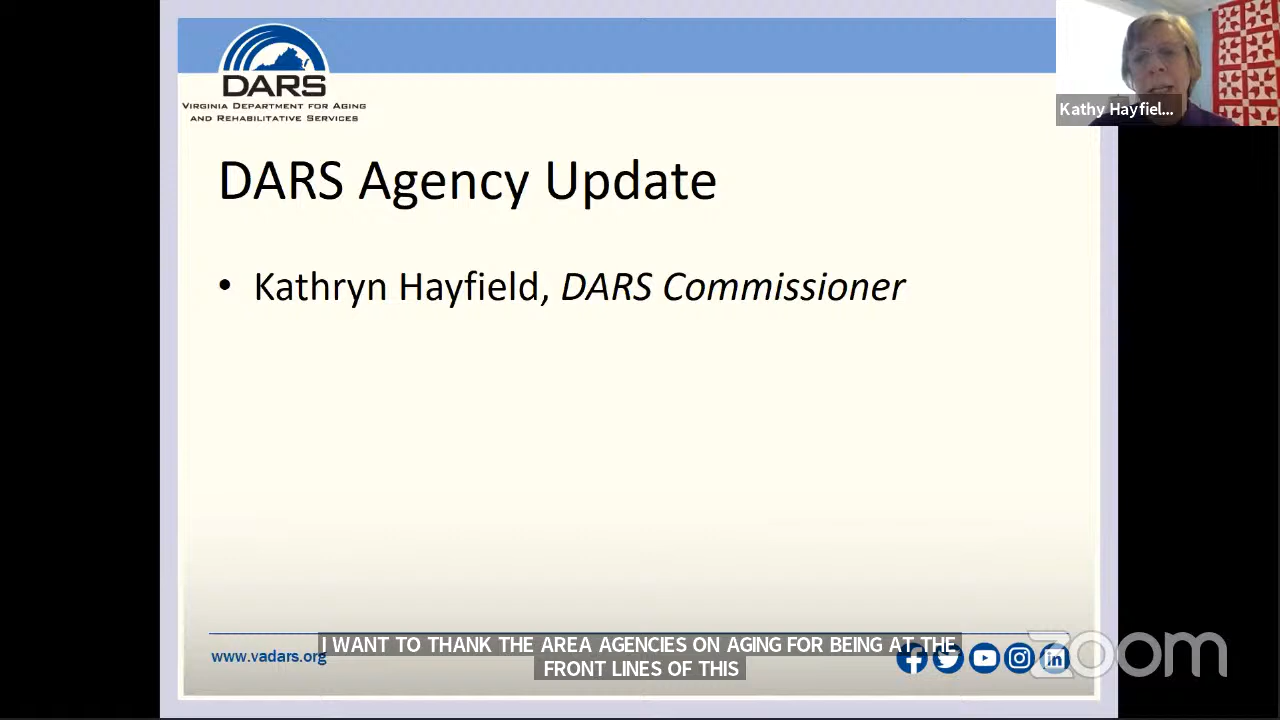 DARS
VIRGINIA DEPARTMENT FOR AGING
AND REHABILITATIVE SERVICES
Kathy Hayfiel...
DARS Agency Update
• Kathryn Hayfield, DARS Commissioner
I WANT TO THANK THE AREA AGENCIES ON AGING FOR BEING AT THE
FRONT LINES OF THIS
www.vadars.org
zoom